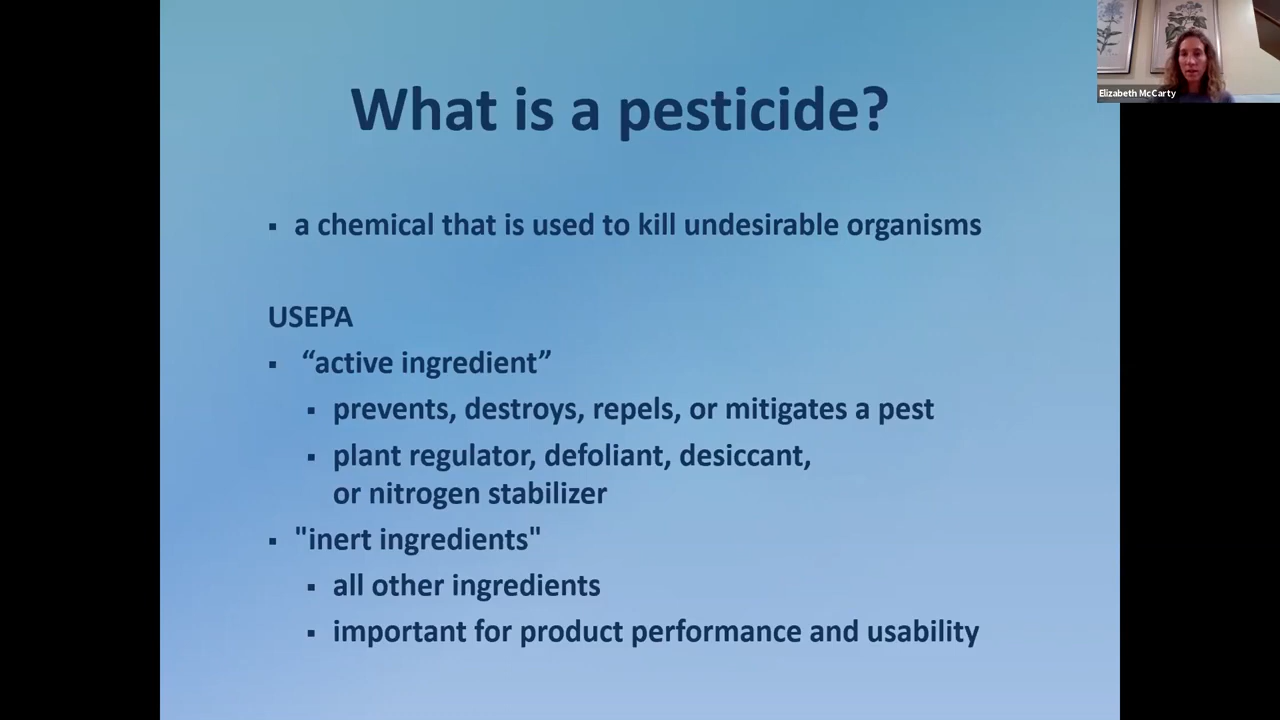 What is a pesticide?
▪ a chemical that is used to kill undesirable organisms
USEPA
▪ “active ingredient”
▪ prevents, destroys, repels, or mitigates a pest
▪ plant regulator, defoliant, desiccant,
or nitrogen stabilizer
▪ "inert ingredients"
▪ all other ingredients
▪ important for product performance and usability
Elizabeth McCarty